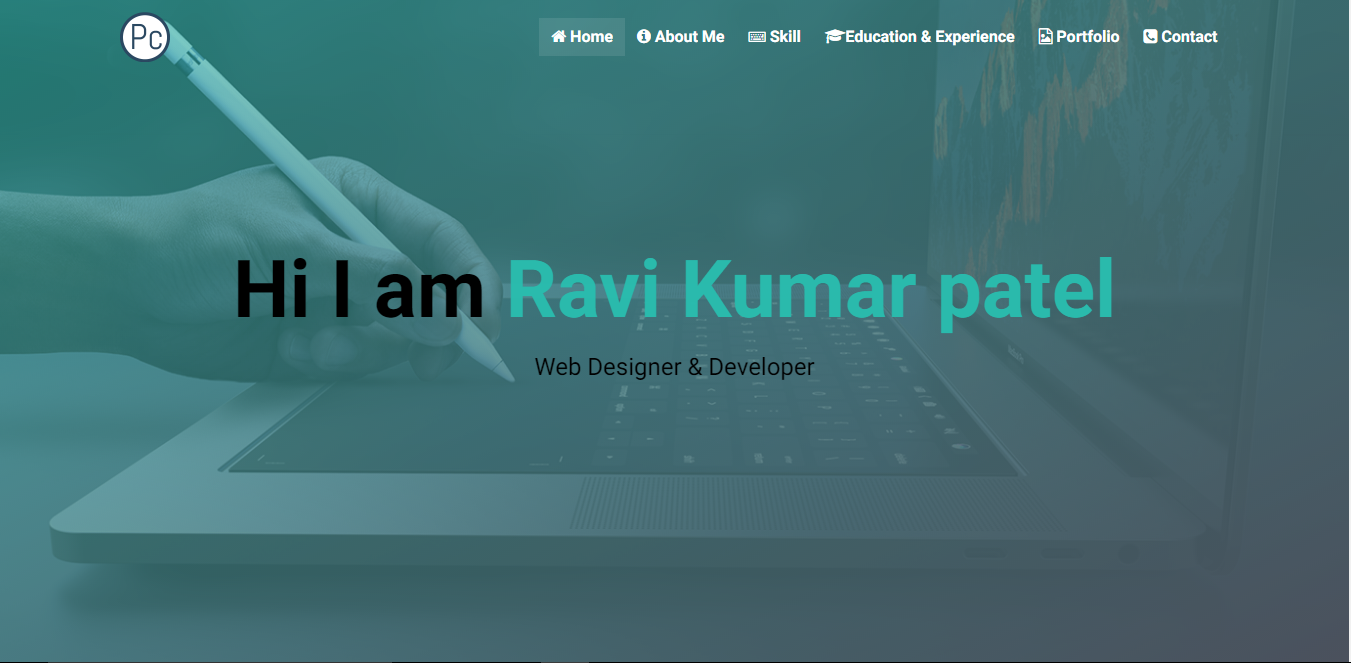 Pc
Home About Me Skill Education & Experience Portfolio Contact
Hi I am Ravi Kumar patel
Web Designer & Developer